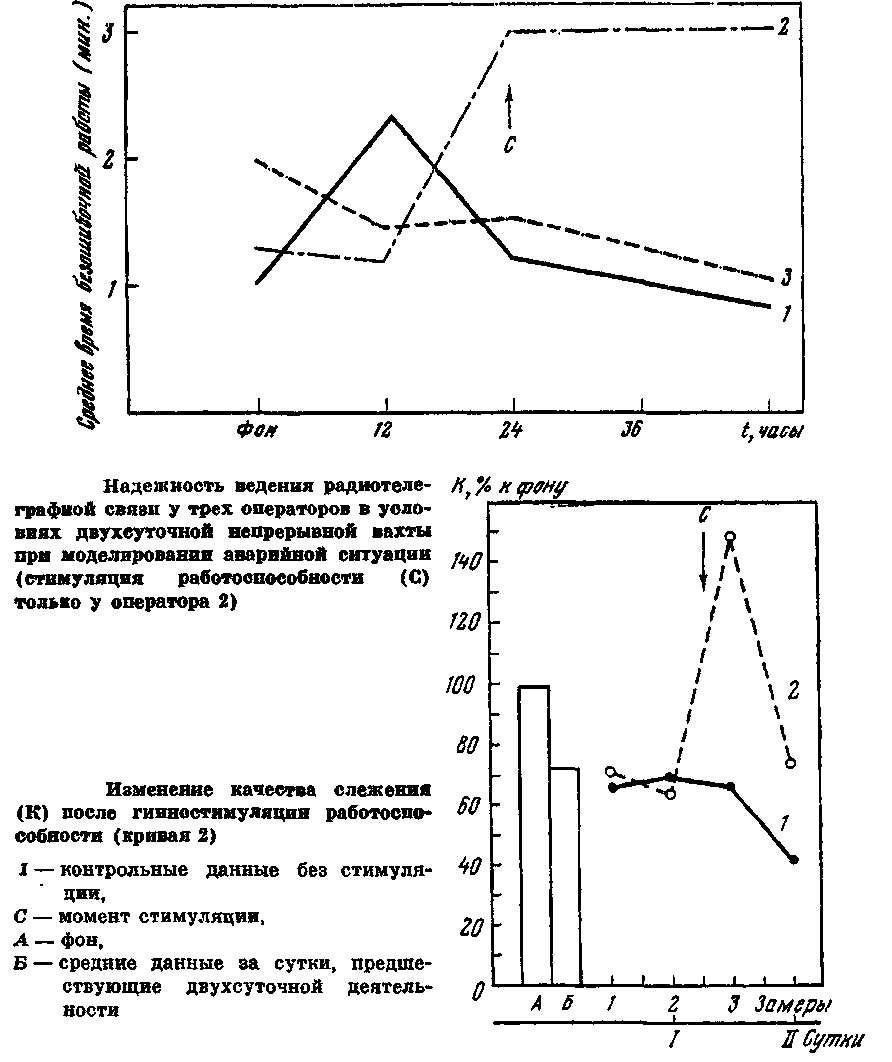 Среднее время безошибочной работы (мин.)
3
2
1
2
С
3
1
Фон
12
24
36
t, часы
Надежность ведения радиотеле-
графной связи у трех операторов в усло-
виях двухсуточной непрерывной вахты
при моделировании аварийной ситуации
(стимуляция работоспособности (С)
только у оператора 2)
К, % к фону
С
140
120
100
80
60
40
20
0
2
1
А
Б
1
2
3
Замеры
I
II Сутки
Изменение качества слежения
(К) после гипностимуляции работоспо-
собности (кривая 2)
1 — контрольные данные без стимуля-
ции,
С — момент стимуляции,
А — фон,
Б — средние данные за сутки, предше-
ствующие двухсуточной деятель-
ности